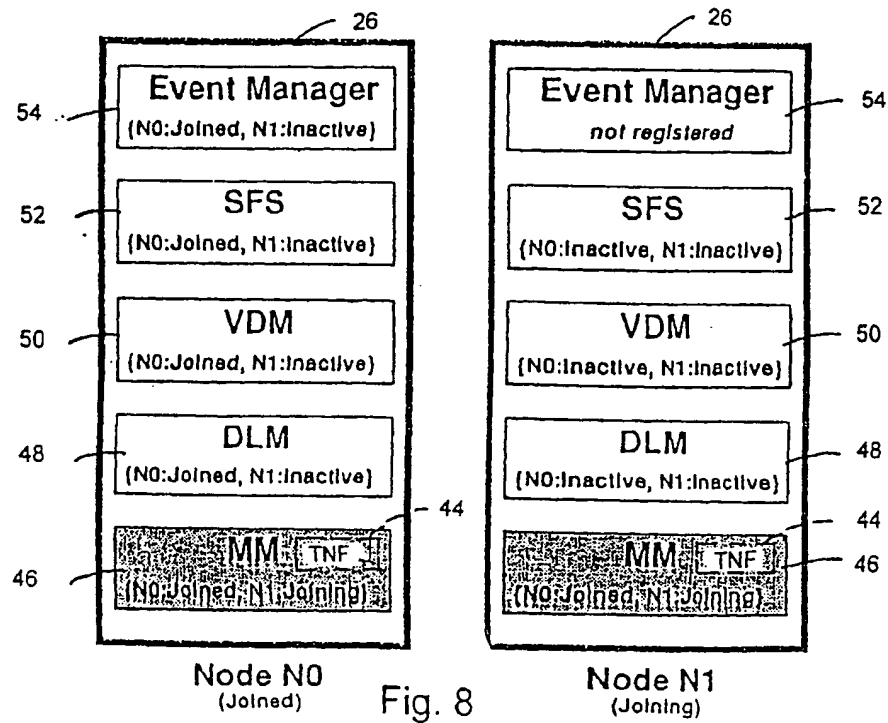 26
Event Manager
{N0:Joined, N1:Inactive}
54
SFS
{N0:Joined, N1:Inactive}
52
VDM
{N0:Joined, N1:Inactive}
50
DLM
{N0:Joined, N1:Inactive}
48
44
MM TNF
{N0:Joined, N1:Joining}
46
Node N0
(Joined)
26
Event Manager
not registered
54
SFS
{N0:Inactive, N1:Inactive}
52
VDM
{N0:Inactive, N1:Inactive}
50
DLM
{N0:Inactive, N1:Inactive}
48
44
MM TNF
46
{N0:Joined, N1:Joining}
Node N1
(Joining)
Fig. 8